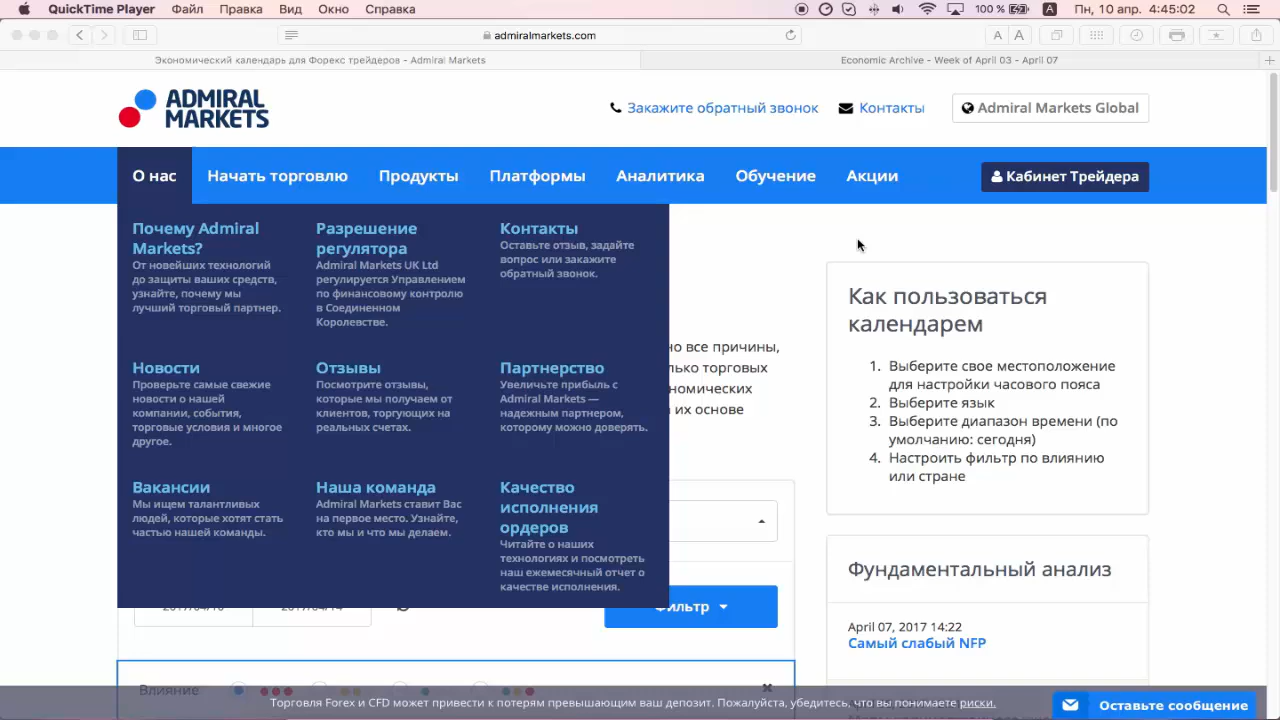 QuickTime Player Файл Правка Вид Окно Справка 100 % A Пн, 10 апр. 4:45:02
admiralmarkets.com A A
Экономический календарь для Форекс трейдеров - Admiral Markets
Economic Archive - Week of April 03 - April 07
ADMIRAL
MARKETS
Закажите обратный звонок Контакты Admiral Markets Global
О нас Начать торговлю Продукты Платформы Аналитика Обучение Акции Кабинет Трейдера
Почему Admiral
Markets?
От новейших технологий
до защиты ваших средств,
узнайте, почему мы
лучший торговый партнер.
Разрешение
регулятора
Admiral Markets UK Ltd
регулируется Управлением
по финансовому контролю
в Соединенном
Королевстве.
Контакты
Оставьте отзыв, задайте
вопрос или закажите
обратный звонок.
Новости
Проверьте самые свежие
новости о нашей
компании, события,
торговые условия и многое
другое.
Отзывы
Посмотрите отзывы,
которые мы получаем от
клиентов, торгующих на
реальных счетах.
Партнерство
Увеличьте прибыль с
Admiral Markets —
надежным партнером,
которому можно доверять.
Вакансии
Мы ищем талантливых
людей, которые хотят стать
частью нашей команды.
Наша команда
Admiral Markets ставит Вас
на первое место. Узнайте,
кто мы и что мы делаем.
Качество
исполнения
ордеров
Читайте о наших
технологиях и посмотреть
наш ежемесячный отчет о
качестве исполнения.
все причины,
торговых
их основе
2017/04/10 2017/04/14
Фильтр
Влияние
Как пользоваться
календарем
1. Выберите свое местоположение
для настройки часового пояса
2. Выберите язык
3. Выберите диапазон времени (по
умолчанию: сегодня)
4. Настроить фильтр по влиянию
или стране
Фундаментальный анализ
April 07, 2017 14:22
Самый слабый NFP
Торговля Forex и CFD может привести к потерям превышающим ваш депозит. Пожалуйста, убедитесь, что вы понимаете риски.
Оставьте сообщение